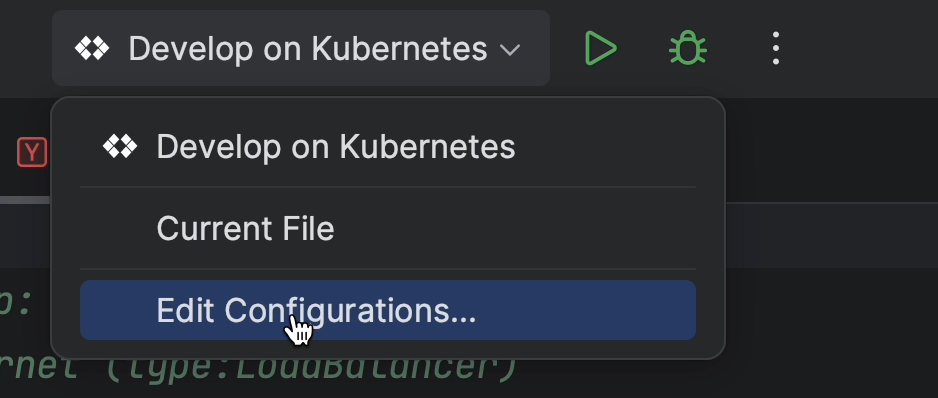 Develop on Kubernetes
Y
Develop on Kubernetes
Current File
Edit Configurations...
p:
rnet (type:LoadBalancer)